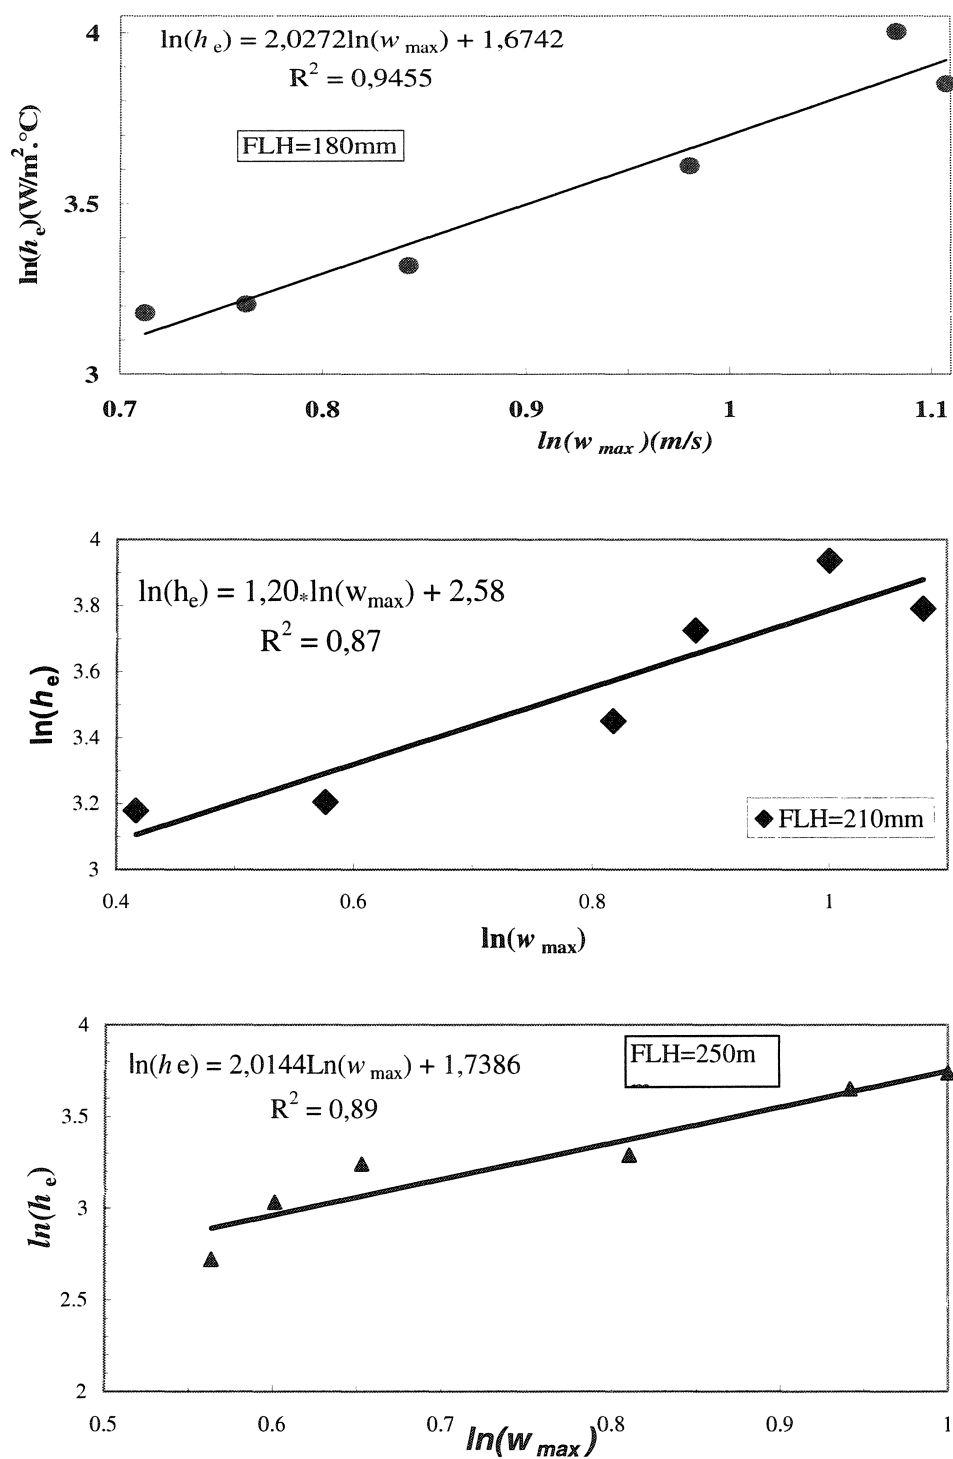 4
ln(h e) = 2,0272ln(w max) + 1,6742
R² = 0,9455
FLH=180mm
3.5
3
ln(h e)(W/m².°C)
0.7 0.8 0.9 1 1.1
ln(w max)(m/s)
4
ln(he) = 1,20*ln(wmax) + 2,58
3.8
R² = 0,87
3.6
3.4
3.2
FLH=210mm
3
ln(he)
0.4 0.6 0.8 1
ln(w max)
4
ln(h e) = 2,0144Ln(w max) + 1,7386
FLH=250m
R² = 0,89
3.5
3
2.5
2
ln(h e)
0.5 0.6 0.7 0.8 0.9 1
ln(w max)